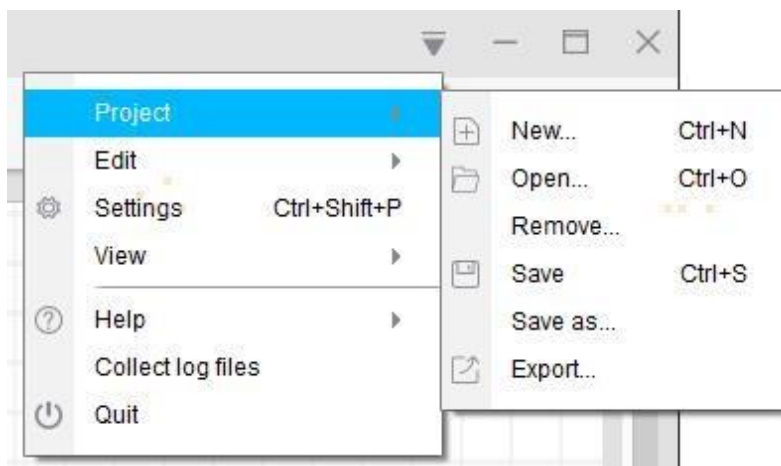 Project
Edit
Settings Ctrl+Shift+P
View
Help
Collect log files
Quit
New... Ctrl+N
Open... Ctrl+O
Remove...
Save Ctrl+S
Save as...
Export...